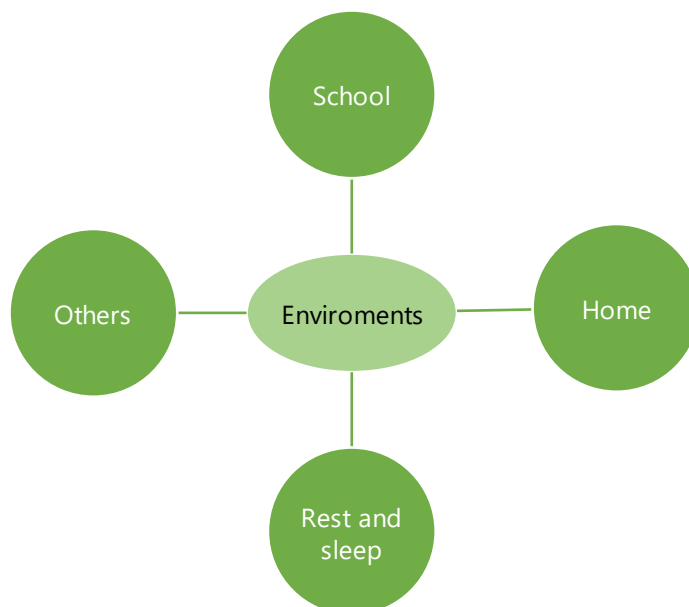 School
Others
Enviroments
Home
Rest and
sleep